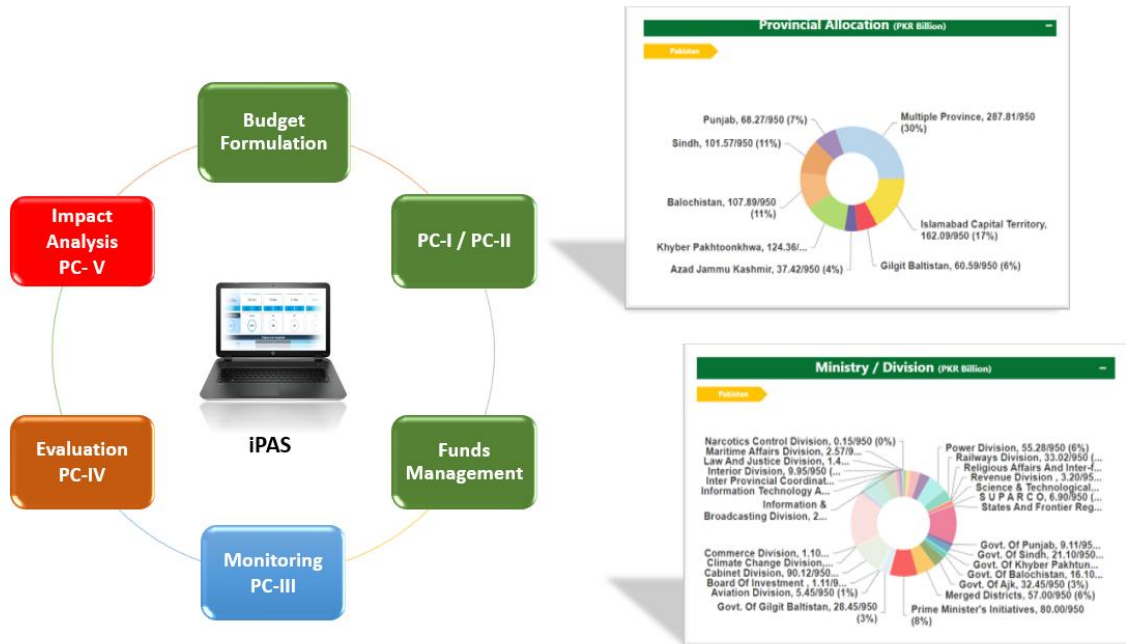 Budget
Formulation
Impact
Analysis
PC- V
PC-I / PC-II
iPAS
Evaluation
PC-IV
Funds
Management
Monitoring
PC-III
Provincial Allocation (PKR Billion)
Pakistan
Punjab, 68.27/950 (7%)
Multiple Province, 287.81/950
(30%)
Sindh, 101.57/950 (11%)
Balochistan, 107.89/950
(11%)
Islamabad Capital Territory,
162.09/950 (17%)
Khyber Pakhtoonkhwa, 124.36/...
Azad Jammu Kashmir, 37.42/950 (4%)
Gilgit Baltistan, 60.59/950 (6%)
Ministry / Division (PKR Billion)
Pakistan
Narcotics Control Division, 0.15/950 (0%)
Maritime Affairs Division, 2.57/9...
Law And Justice Division, 1.4...
Interior Division, 9.95/950 (...
Inter Provincial Coordinat...
Information Technology A...
Information &
Broadcasting Division, 2...
Commerce Division, 1.10...
Climate Change Division,...
Cabinet Division, 90.12/950...
Board Of Investment , 1.11/9...
Aviation Division, 5.45/950 (1%)
Govt. Of Gilgit Baltistan, 28.45/950
(3%)
Power Division, 55.28/950 (6%)
Railways Division, 33.02/950 (...
Religious Affairs And Inter-f...
Revenue Division , 3.20/95...
Science & Technological...
S U P A R C O, 6.90/950 (...
States And Frontier Reg...
Govt. Of Punjab, 9.11/95...
Govt. Of Sindh, 21.10/950...
Govt. Of Khyber Pakhtun...
Govt. Of Balochistan, 16.10...
Govt. Of Ajk, 32.45/950 (3%)
Merged Districts, 57.00/950 (6%)
Prime Minister's Initiatives, 80.00/950
(8%)